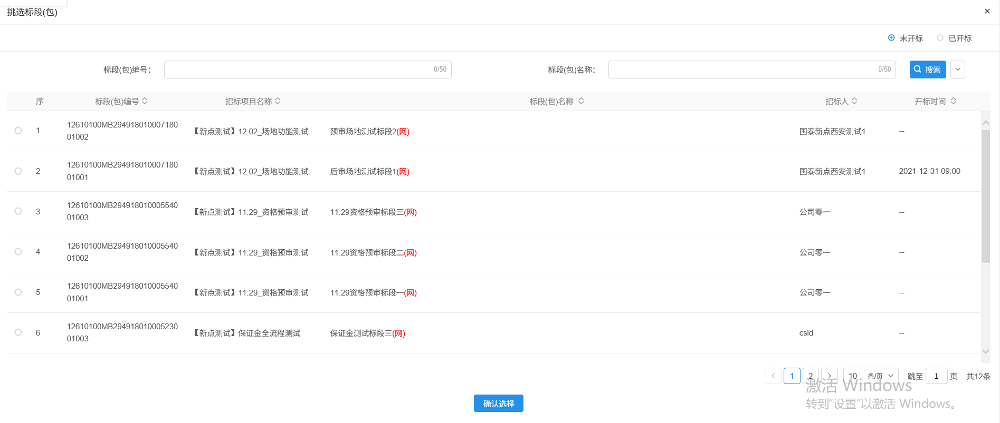 挑选标段(包)
×
未开标 已开标
标段(包)编号： 0/50 标段(包)名称： 0/50 搜索
序 标段(包)编号 招标项目名称 标段(包)名称 招标人 开标时间
1 12610100MB29491801000718001002 【新点测试】12.02_场地功能测试 预审场地测试标段2(网) 国泰新点西安测试1 --
2 12610100MB29491801000718001001 【新点测试】12.02_场地功能测试 后审场地测试标段1(网) 国泰新点西安测试1 2021-12-31 09:00
3 12610100MB29491801000554001003 【新点测试】11.29_资格预审测试 11.29资格预审标段三(网) 公司零一 --
4 12610100MB29491801000554001002 【新点测试】11.29_资格预审测试 11.29资格预审标段二(网) 公司零一 --
5 12610100MB29491801000554001001 【新点测试】11.29_资格预审测试 11.29资格预审标段一(网) 公司零一 --
6 12610100MB29491801000523001003 【新点测试】保证金全流程测试 保证金测试标段三(网) csld --
1 2 10 条/页 跳至 1 页 共12条
激活 Windows
转到“设置”以激活 Windows。
确认选择